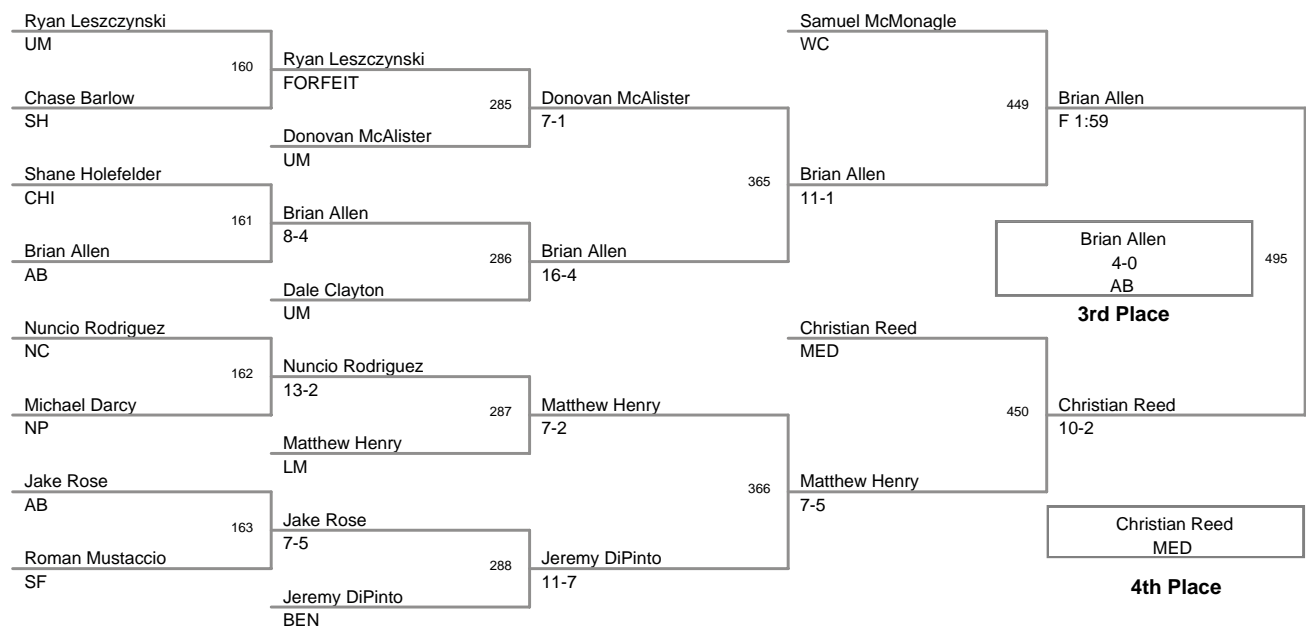 Ryan Leszczynski
UM
160
Chase Barlow
SH
Shane Holefelder
CHI
161
Brian Allen
AB
Nuncio Rodriguez
NC
162
Michael Darcy
NP
Jake Rose
AB
163
Roman Mustaccio
SF
Ryan Leszczynski
FORFEIT
285
Donovan McAlister
UM
Brian Allen
8-4
286
Dale Clayton
UM
Nuncio Rodriguez
13-2
287
Matthew Henry
LM
Jake Rose
7-5
288
Jeremy DiPinto
BEN
Donovan McAlister
7-1
365
Brian Allen
16-4
Matthew Henry
7-2
366
Jeremy DiPinto
11-7
Samuel McMonagle
WC
449
Brian Allen
11-1
Christian Reed
MED
450
Matthew Henry
7-5
Brian Allen
F 1:59
495
Christian Reed
10-2
Brian Allen
4-0
AB
3rd Place
Christian Reed
MED
4th Place